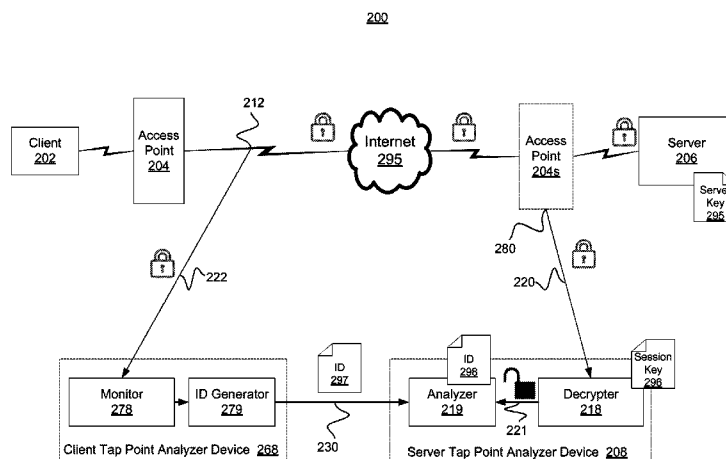 200
212
Client
202
Access
Point
204
Internet
295
Access
Point
204s
Server
206
Server
Key
295
280
222
220
ID
297
ID
298
Session
Key
296
Monitor
278
ID Generator
279
Analyzer
219
Decrypter
218
221
230
Client Tap Point Analyzer Device 268
Server Tap Point Analyzer Device 208